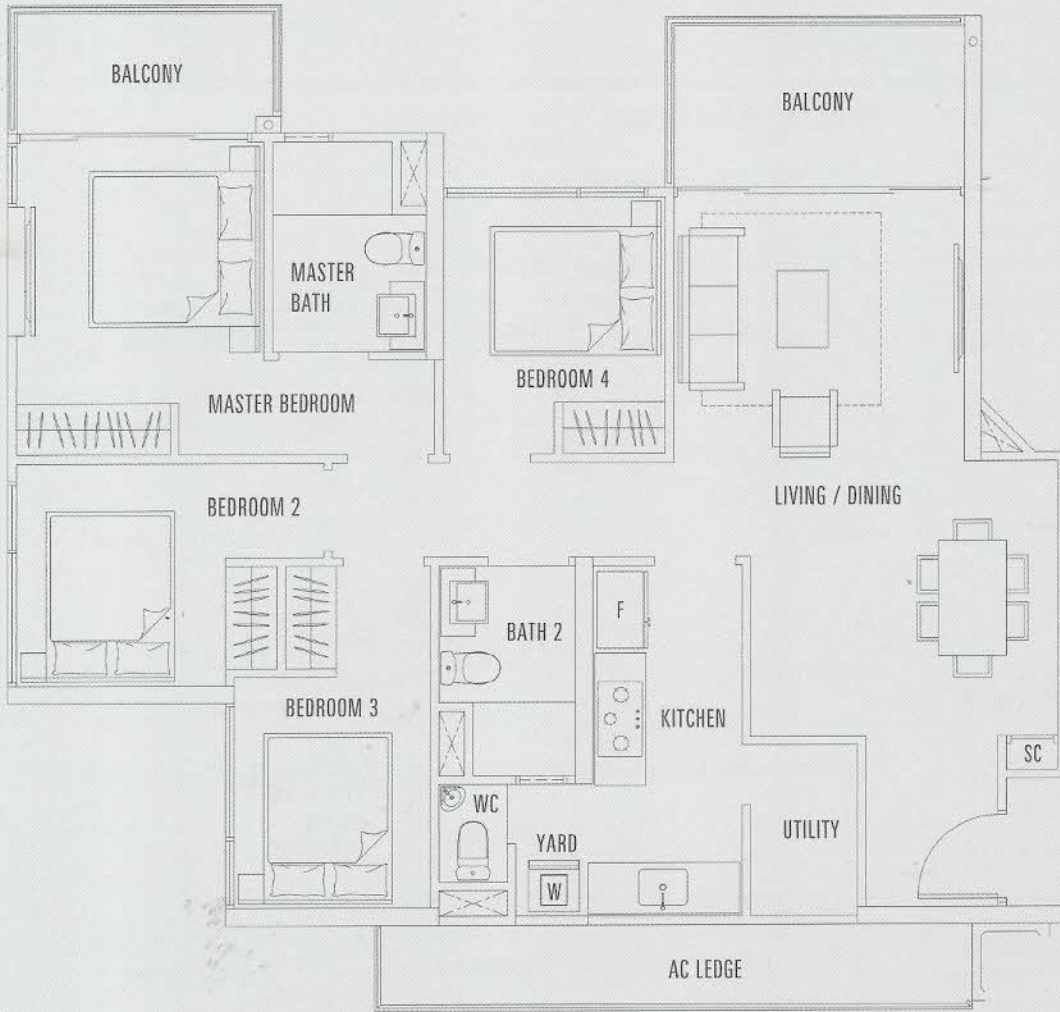 BALCONY
BALCONY
MASTER
BATH
BEDROOM 4
MASTER BEDROOM
BEDROOM 2
LIVING / DINING
F
BATH 2
BEDROOM 3
KITCHEN
SC
WC
UTILITY
YARD
W
AC LEDGE